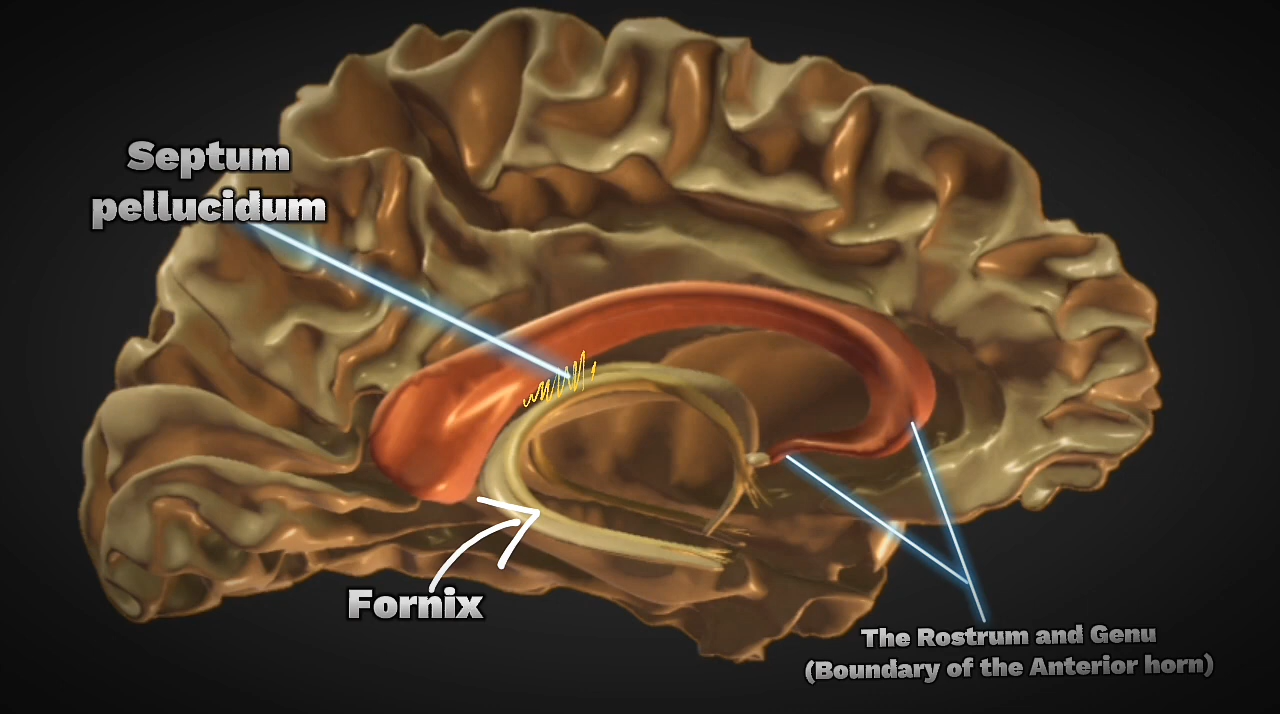 Septum
pellucidum
Fornix
The Rostrum and Genu
(Boundary of the Anterior horn)